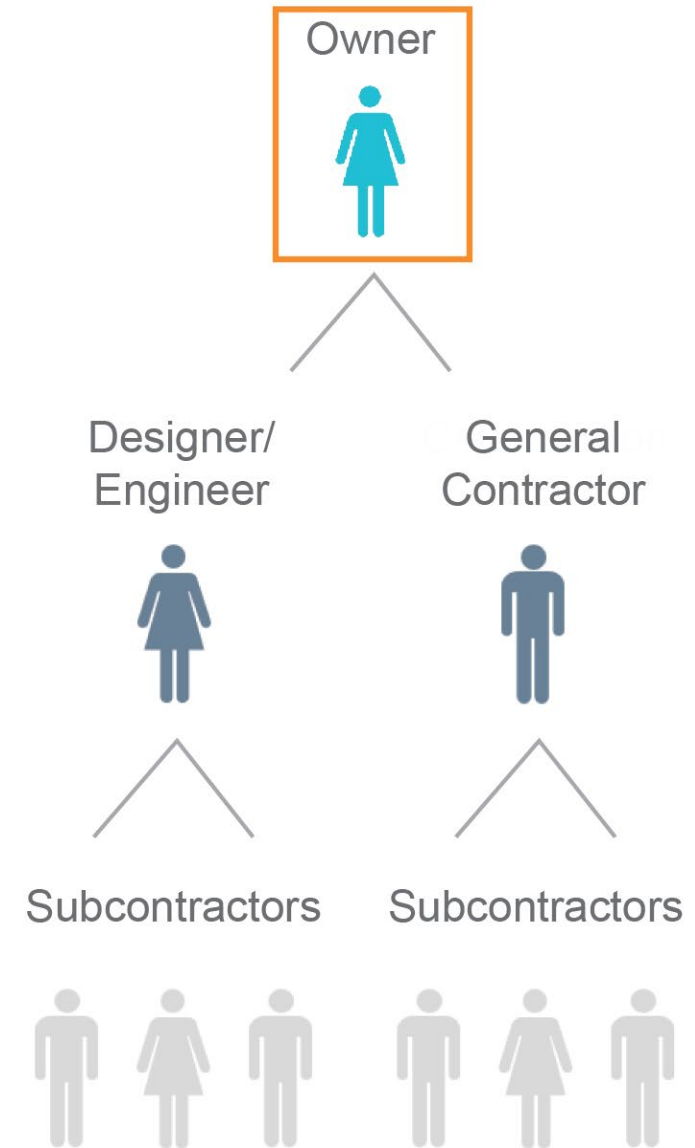 Owner
Designer/
Engineer
General
Contractor
Subcontractors
Subcontractors